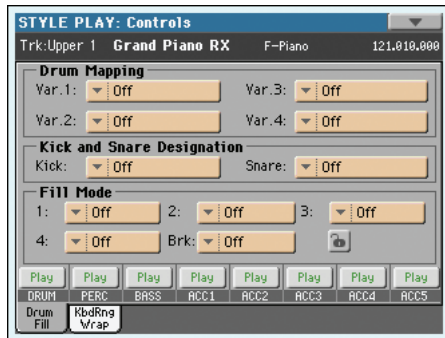 STYLE PLAY: Controls
Trk:Upper 1 Grand Piano RX F-Piano 121.010.000
Drum Mapping
Var.1: Off Var.3: Off
Var.2: Off Var.4: Off
Kick and Snare Designation
Kick: Off Snare: Off
Fill Mode
1: Off 2: Off 3: Off
4: Off Brk: Off
Play Play Play Play Play Play Play Play
DRUM PERC BASS ACC1 ACC2 ACC3 ACC4 ACC5
Drum KbdRng
Fill Wrap